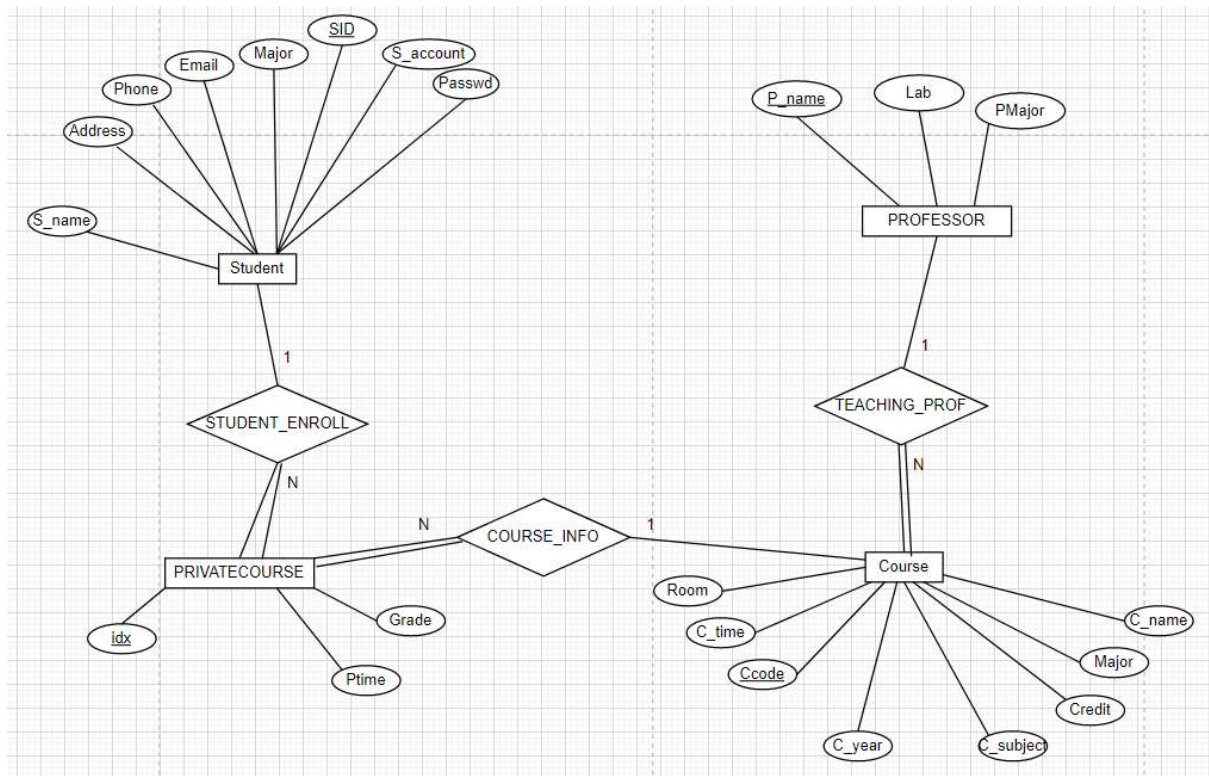 SID
Major
S_account
Email
Passwd
Phone
Address
S_name
Student
P_name
Lab
PMajor
PROFESSOR
1
STUDENT_ENROLL
N
1
TEACHING_PROF
N
N
COURSE_INFO
1
PRIVATECOURSE
idx
Ptime
Grade
Course
Room
C_time
Ccode
C_year
C_subject
Credit
Major
C_name